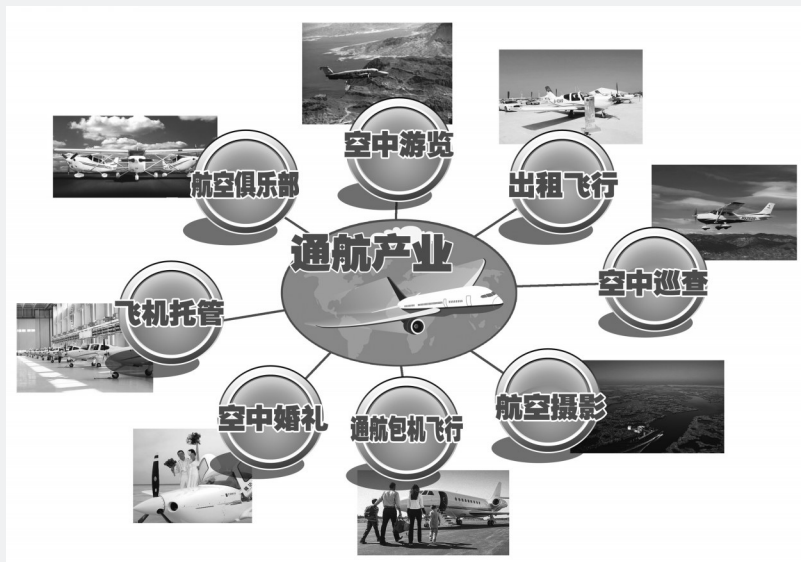 空中游览
出租飞行
航空俱乐部
通航产业
空中巡查
飞机托管
空中婚礼
通航包机飞行
航空摄影